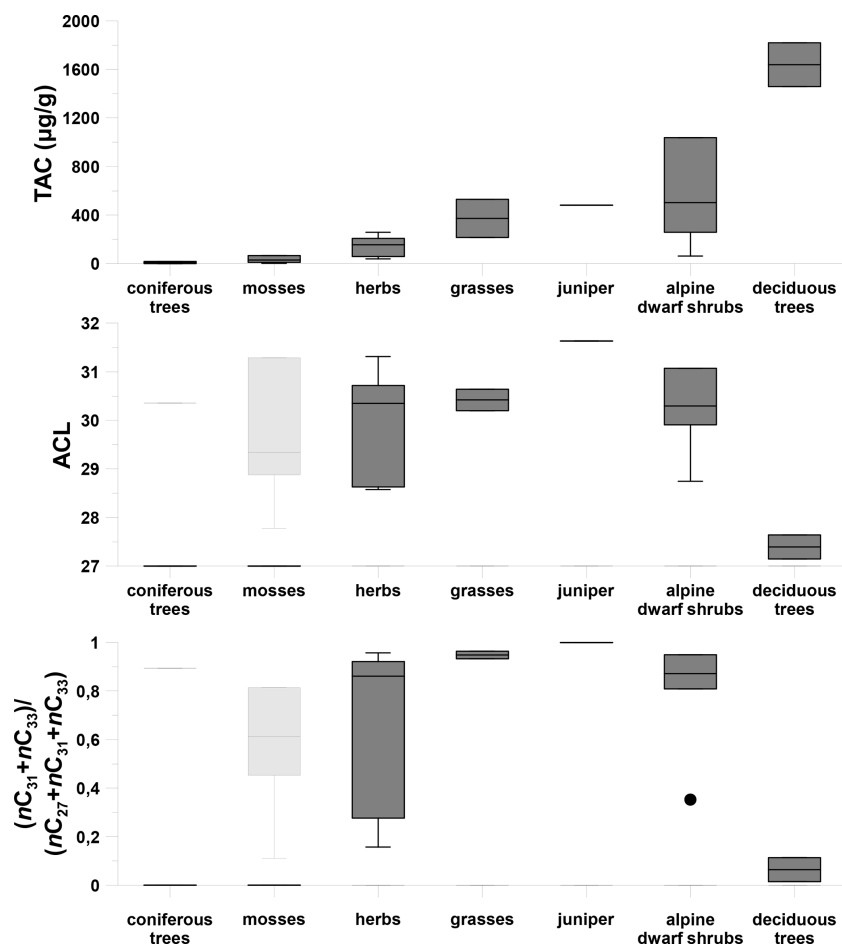 2000
1600
1200
800
400
0
TAC (µg/g)
coniferous mosses herbs grasses juniper alpine deciduous
trees dwarf shrubs trees
32
31
30
29
28
27
ACL
coniferous mosses herbs grasses juniper alpine deciduous
trees dwarf shrubs trees
1
0,8
0,6
0,4
0,2
0
(nC31+nC33)/
(nC27+nC31+nC33)
coniferous mosses herbs grasses juniper alpine deciduous
trees dwarf shrubs trees